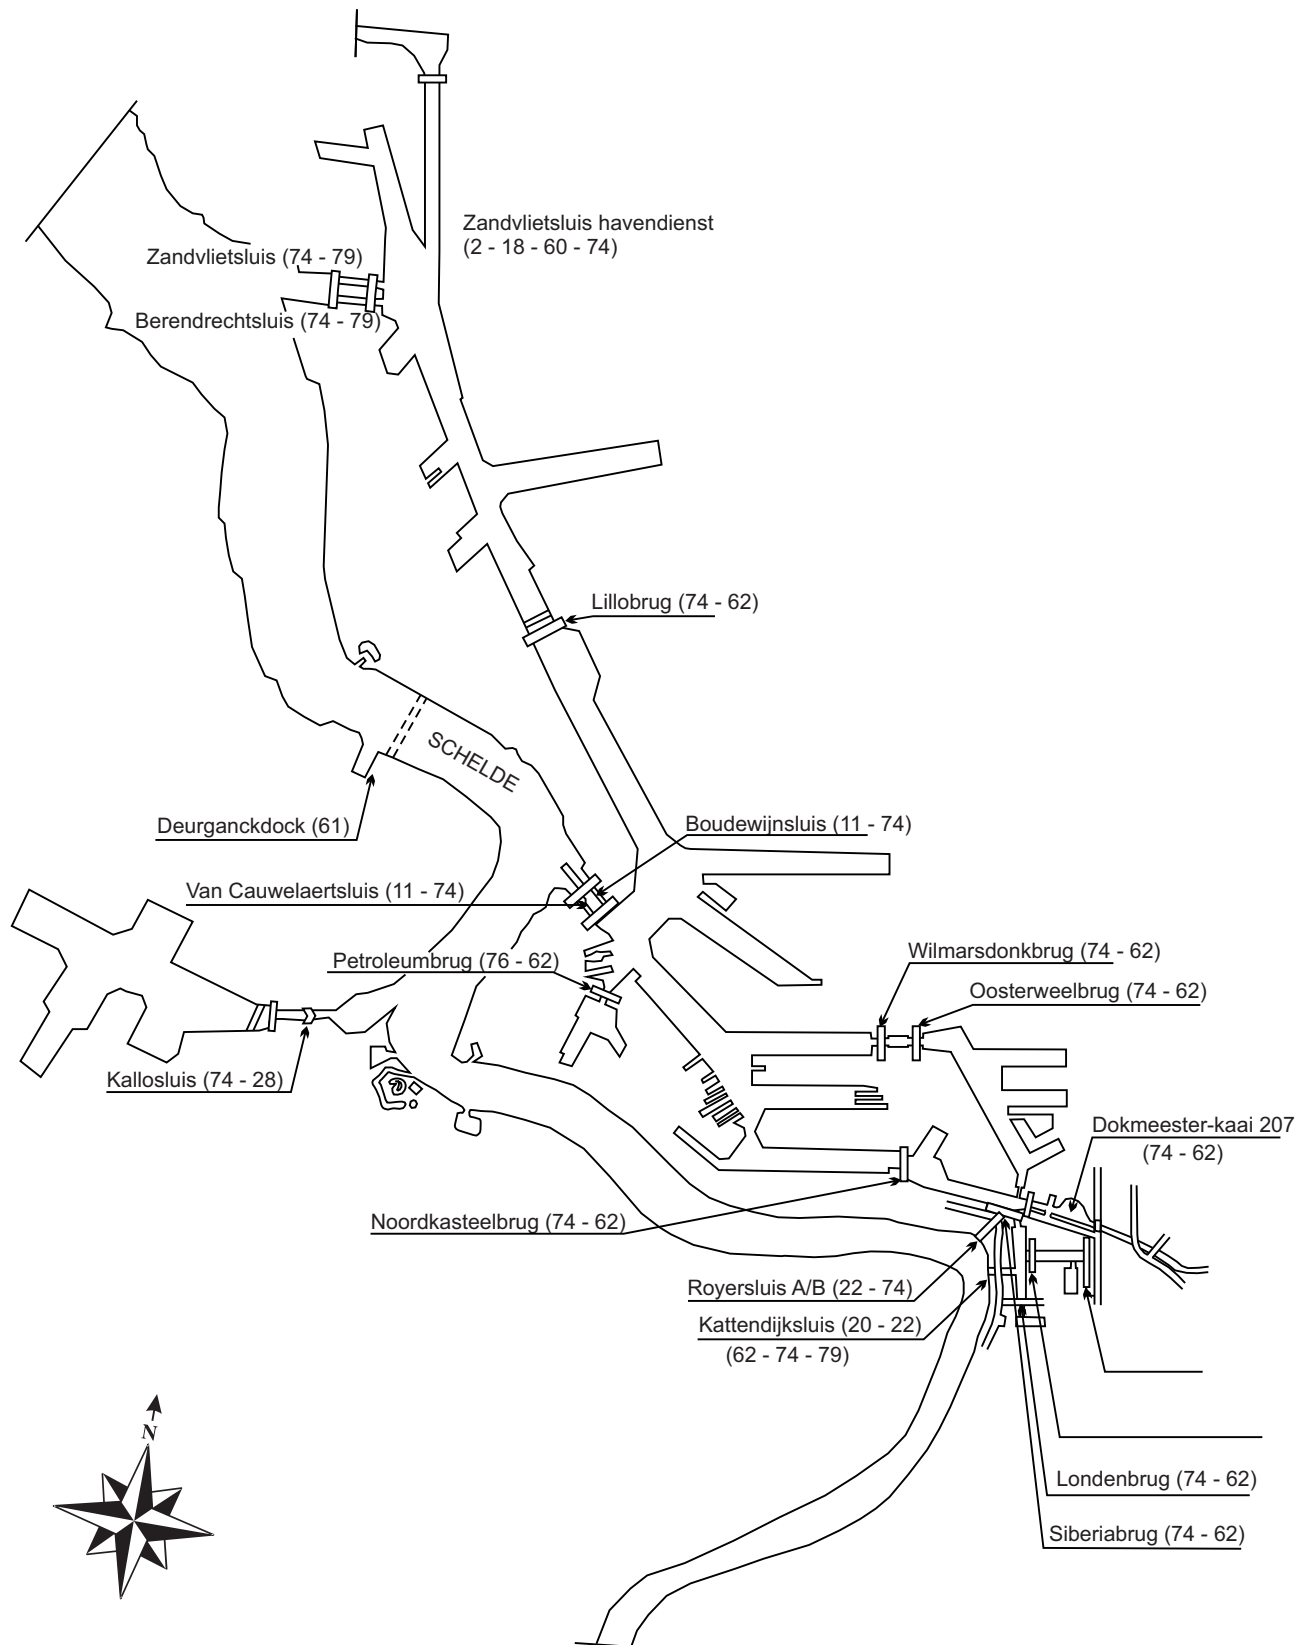 Zandvlietsluis havendienst
(2 - 18 - 60 - 74)
Zandvlietsluis (74 - 79)
Berendrechtsluis (74 - 79)
Lillobrug (74 - 62)
SCHELDE
Deurganckdock (61)
Boudewijnsluis (11 - 74)
Van Cauwelaertsluis (11 - 74)
Petroleumbrug (76 - 62)
Wilmarsdonkbrug (74 - 62)
Oosterweelbrug (74 - 62)
Kallosluis (74 - 28)
Dokmeester-kaai 207
(74 - 62)
Noordkasteelbrug (74 - 62)
Royersluis A/B (22 - 74)
Kattendijksluis (20 - 22)
(62 - 74 - 79)
N
Londenbrug (74 - 62)
Siberiabrug (74 - 62)